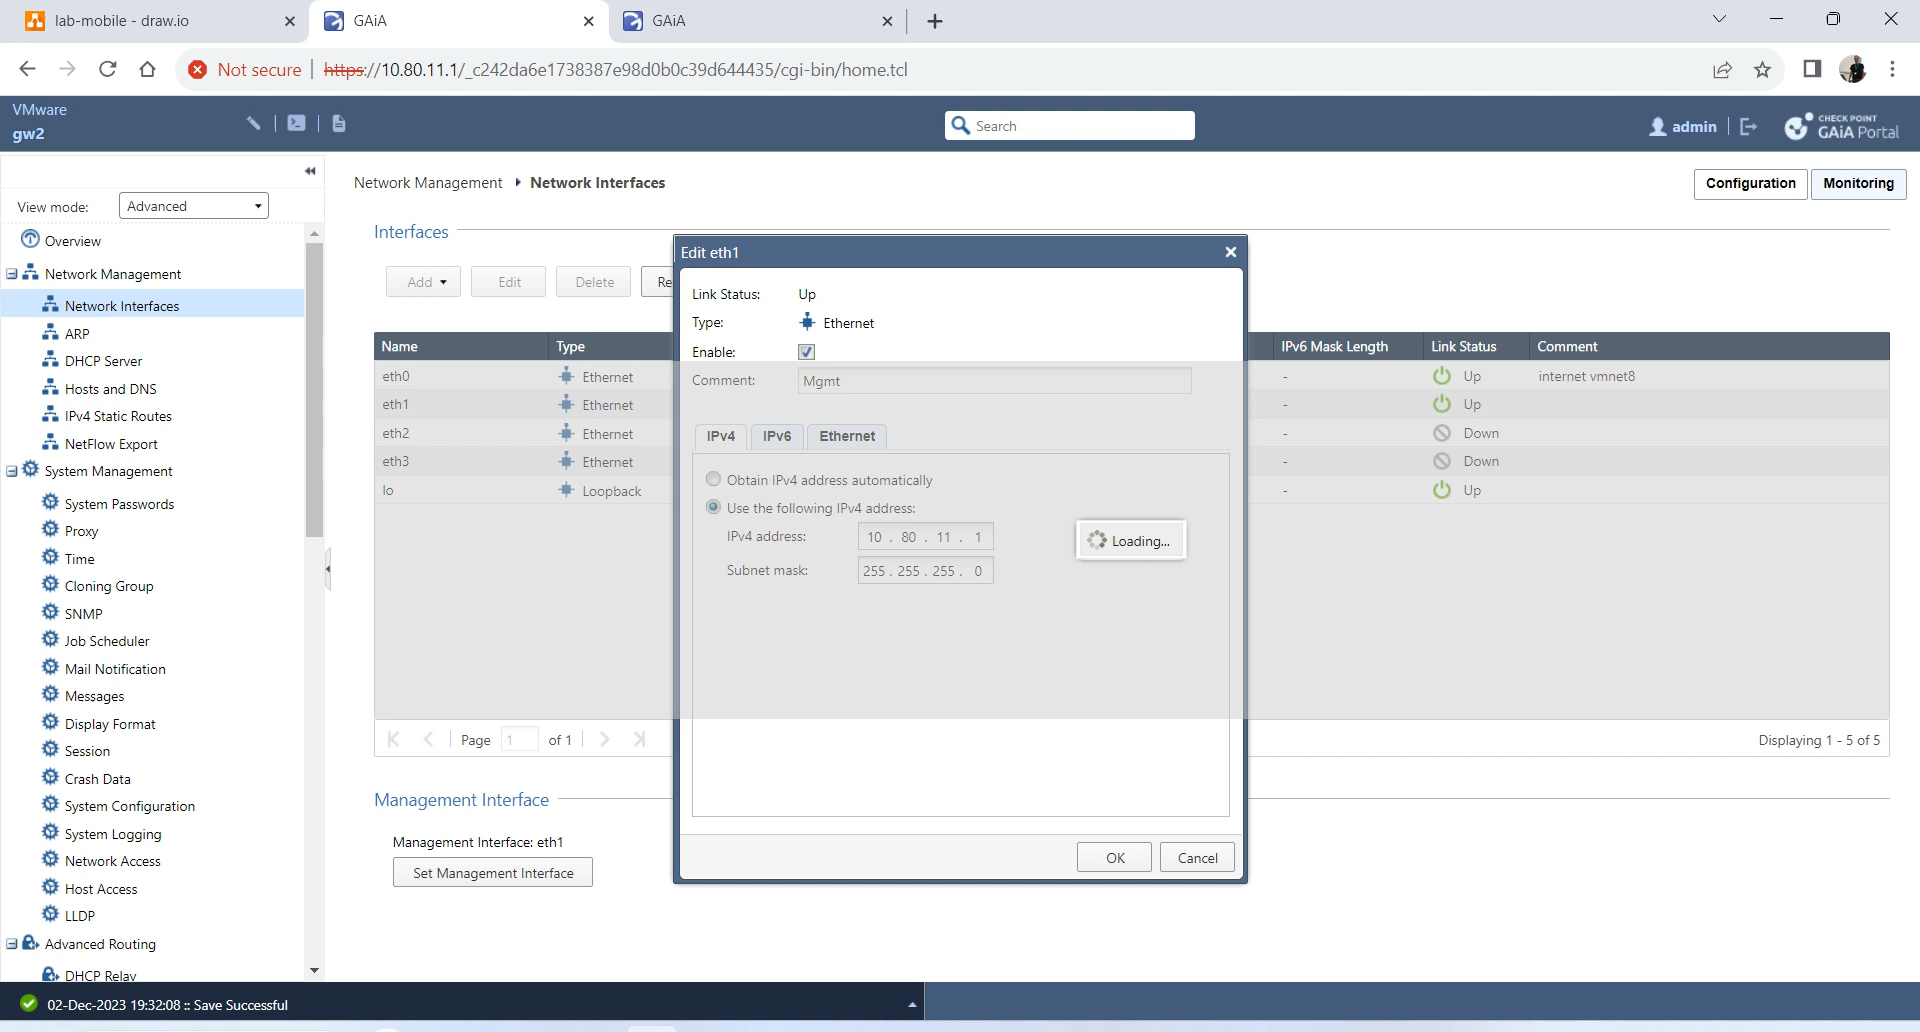 lab-mobile - draw.io
GAiA
GAiA
Not secure
https://10.80.11.1/_c242da6e1738387e98d0b0c39d644435/cgi-bin/home.tcl
VMware
gw2
Search
admin
CHECK POINT
GAiA Portal
View mode:
Advanced
Overview
Network Management
Network Interfaces
ARP
DHCP Server
Hosts and DNS
IPv4 Static Routes
NetFlow Export
System Management
System Passwords
Proxy
Time
Cloning Group
SNMP
Job Scheduler
Mail Notification
Messages
Display Format
Session
Crash Data
System Configuration
System Logging
Network Access
Host Access
LLDP
Advanced Routing
DHCP Relay
Network Management Network Interfaces
Configuration
Monitoring
Interfaces
Add
Edit
Delete
Re
Name Type IPv6 Mask Length Link Status Comment
eth0 Ethernet - Up internet vmnet8
eth1 Ethernet - Up
eth2 Ethernet - Down
eth3 Ethernet - Down
lo Loopback - Up
Page 1 of 1
Displaying 1 - 5 of 5
Management Interface
Management Interface: eth1
Set Management Interface
Edit eth1
Link Status: Up
Type: Ethernet
Enable:
Comment: Mgmt
IPv4 IPv6 Ethernet
Obtain IPv4 address automatically
Use the following IPv4 address:
IPv4 address: 10 . 80 . 11 . 1
Subnet mask: 255 . 255 . 255 . 0
Loading...
OK
Cancel
02-Dec-2023 19:32:08 :: Save Successful